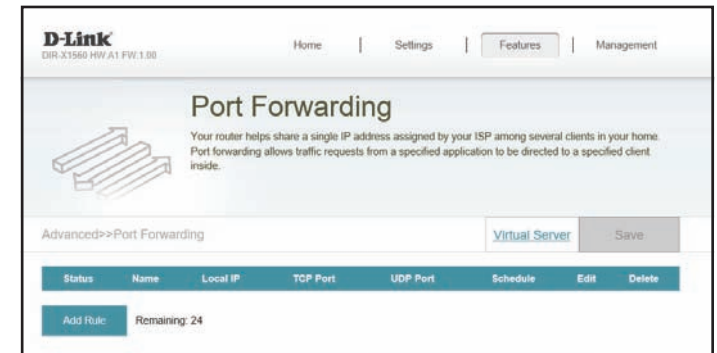 D-Link
DIR-X1560 HW:A1 FW:1.00
Home | Settings | Features | Management
Port Forwarding
Your router helps share a single IP address assigned by your ISP among several clients in your home.
Port forwarding allows traffic requests from a specified application to be directed to a specified client
inside.
Advanced>>Port Forwarding
Virtual Server
Save
Status Name Local IP TCP Port UDP Port Schedule Edit Delete
Add Rule Remaining: 24